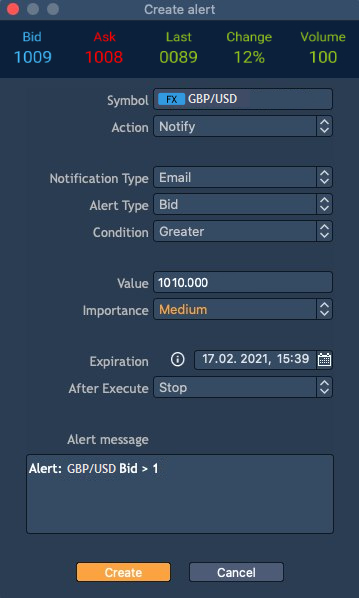 Create alert
Bid Ask Last Change Volume
1009 1008 0089 12% 100
Symbol FX GBP/USD
Action Notify
Notification Type Email
Alert Type Bid
Condition Greater
Value 1010.000
Importance Medium
Expiration 17.02. 2021, 15:39
After Execute Stop
Alert message
Alert: GBP/USD Bid > 1
Create Cancel